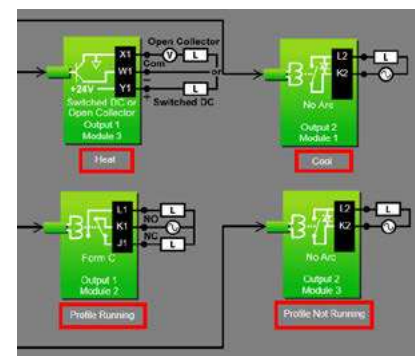 Open Collector
X1
V
L
Com
W1
or
+24V
Y1
L
Switched DC
Switched DC or
Open Collector
Output 1
Module 3
Heat
L2
L
K2
No Arc
Output 2
Module 1
Cool
L1
L
NO
K1
NC
J1
L
Form C
Output 1
Module 2
Profile Running
L2
L
K2
No Arc
Output 2
Module 3
Profile Not Running